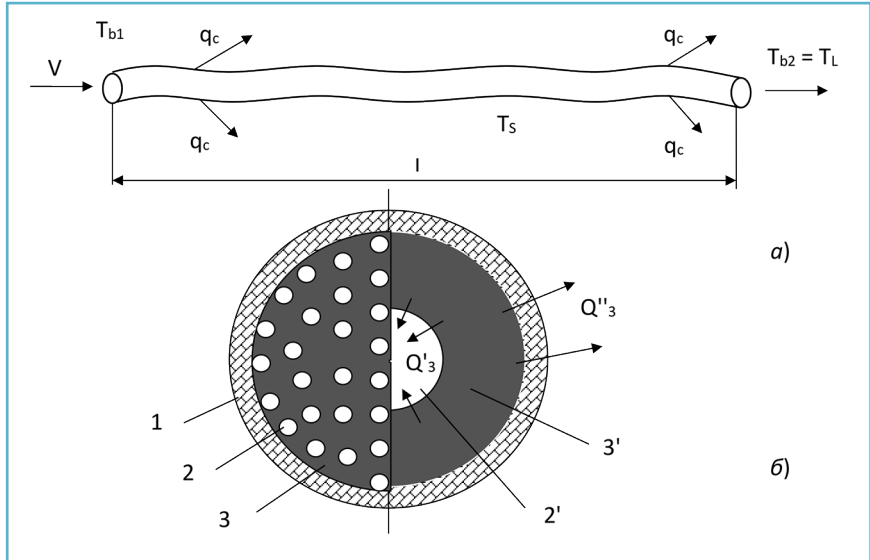 T_b1
q_c
q_c
V
T_b2 = T_L
q_c
T_S
q_c
l
а)
Q''_3
Q'_3
1
3'
2
б)
3
2'